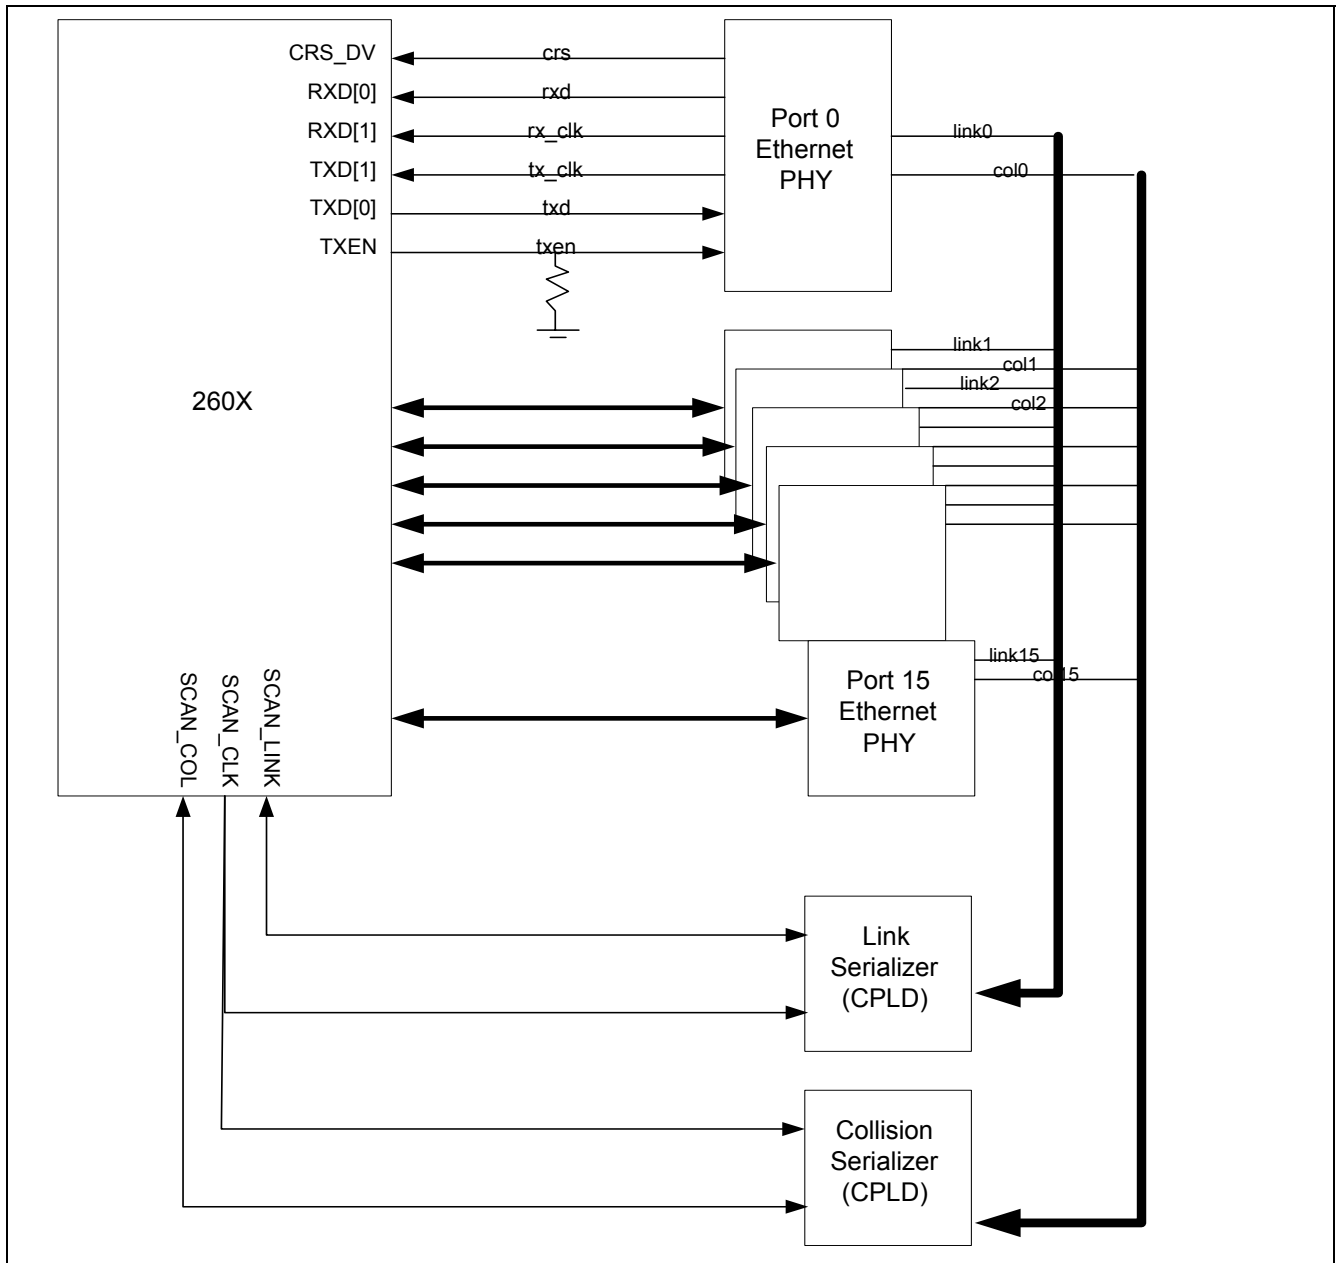 CRS_DV
crs
RXD[0]
rxd
RXD[1]
rx_clk
TXD[1]
tx_clk
TXD[0]
txd
TXEN
txen
Port 0
Ethernet
PHY
link0
col0
260X
link1
col1
link2
col2
link15
col15
Port 15
Ethernet
PHY
SCAN_COL
SCAN_CLK
SCAN_LINK
Link
Serializer
(CPLD)
Collision
Serializer
(CPLD)